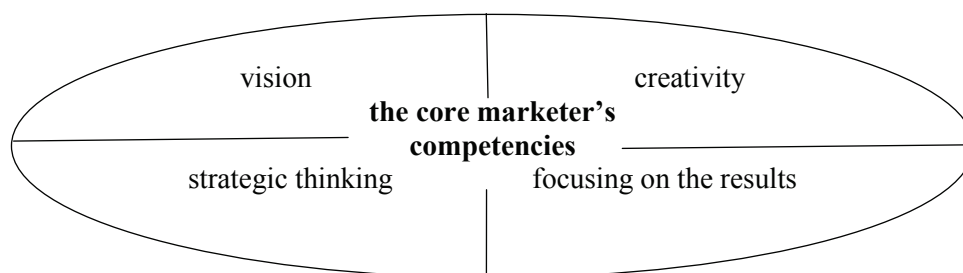 vision
creativity
the core marketer's
competencies
strategic thinking
focusing on the results